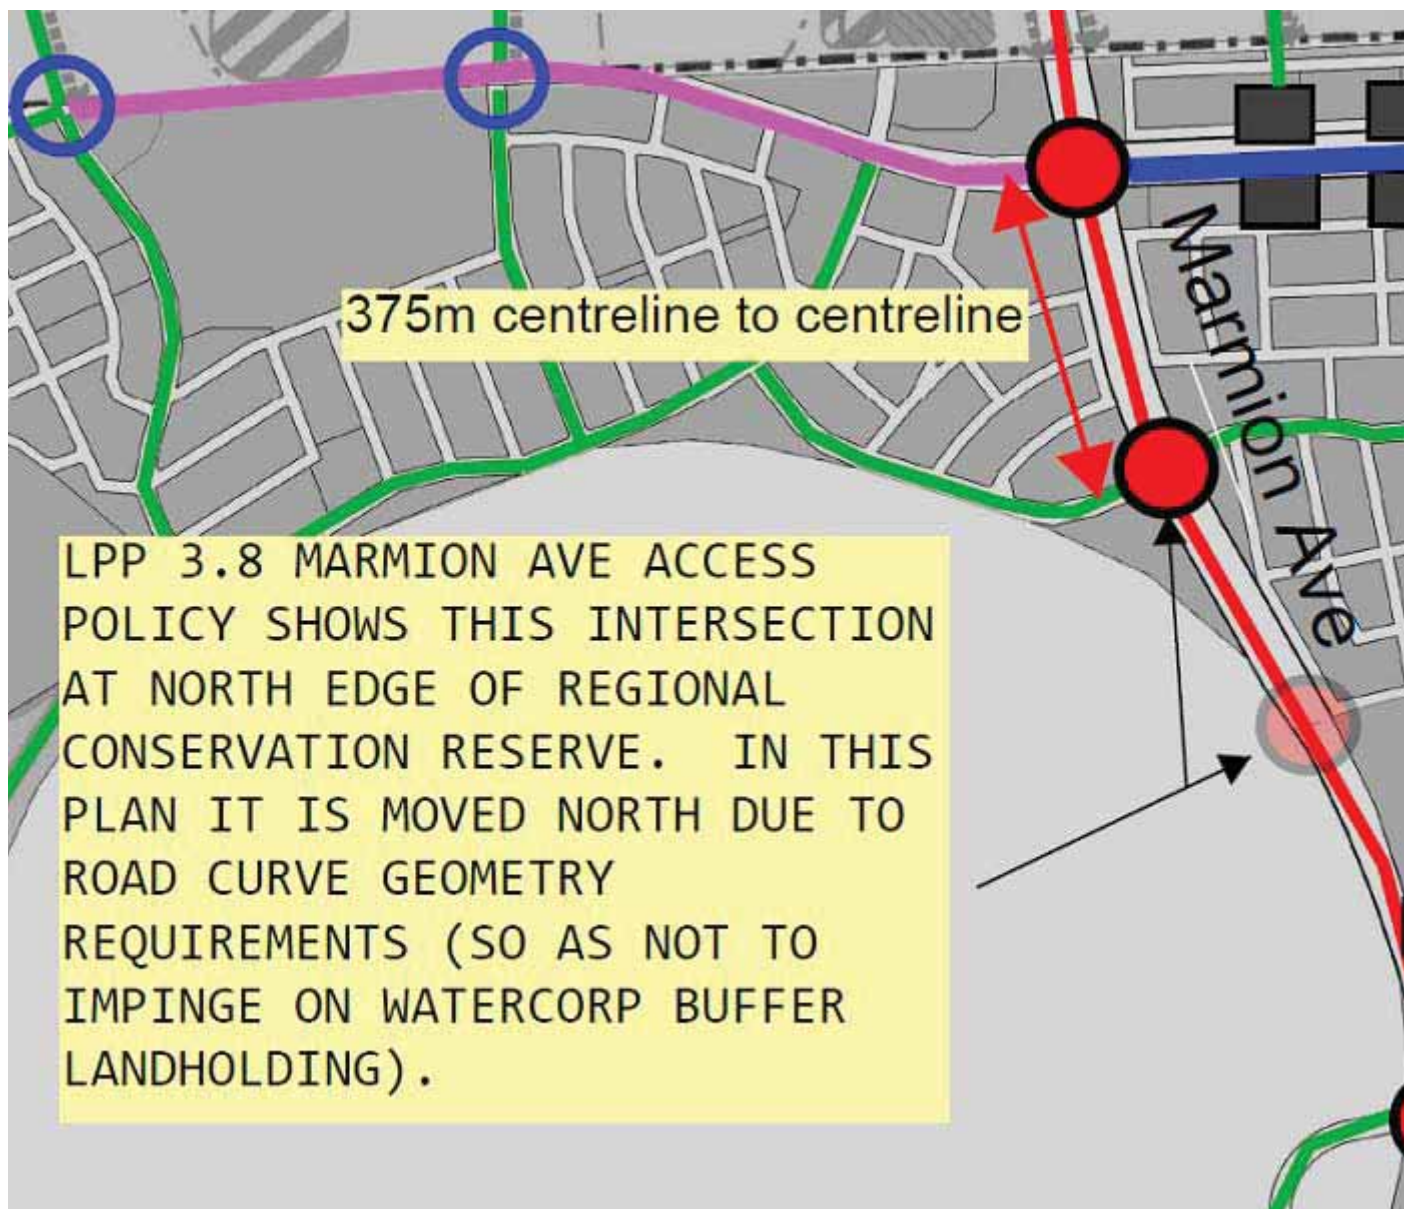 Marmion Ave
375m centreline to centreline
LPP 3.8 MARMION AVE ACCESS
POLICY SHOWS THIS INTERSECTION
AT NORTH EDGE OF REGIONAL
CONSERVATION RESERVE.  IN THIS
PLAN IT IS MOVED NORTH DUE TO
ROAD CURVE GEOMETRY
REQUIREMENTS (SO AS NOT TO
IMPINGE ON WATERCORP BUFFER
LANDHOLDING).